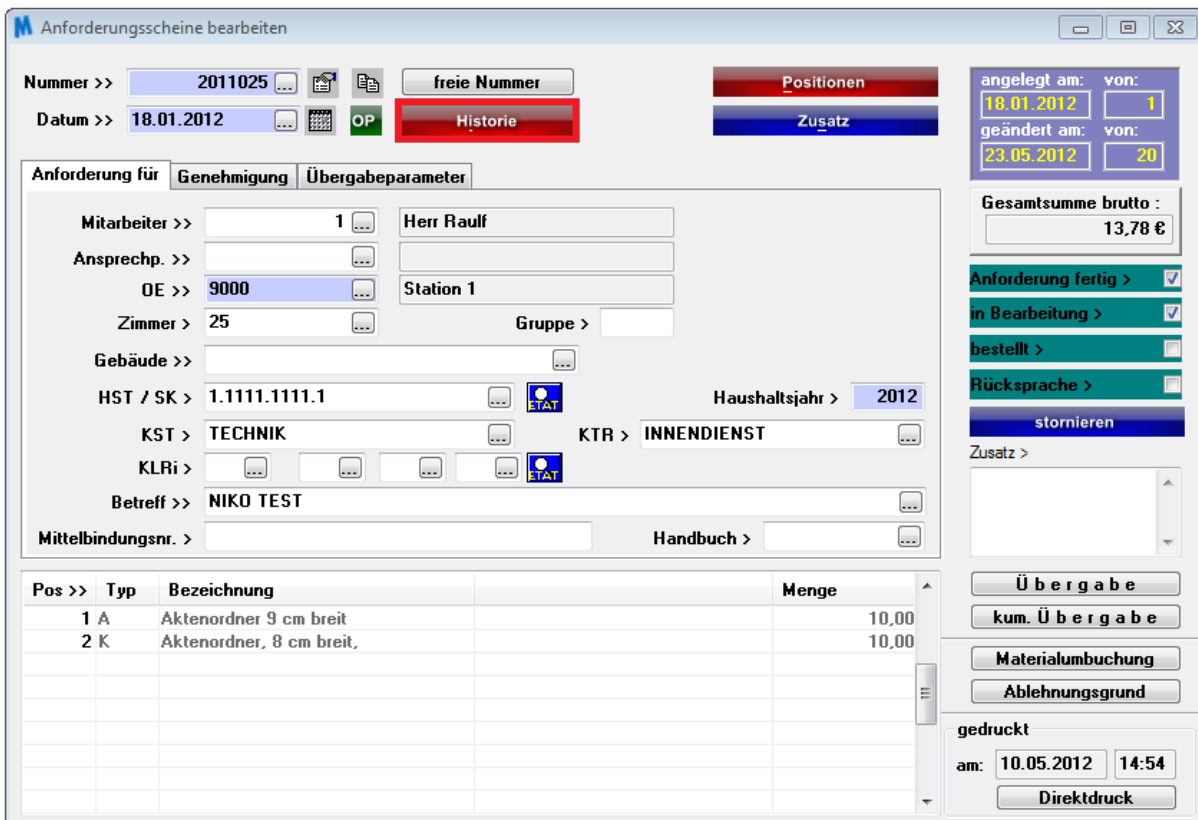 Anforderungsscheine bearbeiten
Nummer >> 2011025 ... freie Nummer Positionen
Datum >> 18.01.2012 ... OP Historie Zusatz
angelegt am: von:
18.01.2012 1
geändert am: von:
23.05.2012 20
Anforderung für Genehmigung Übergabeparameter
Mitarbeiter >> 1 ... Herr Raulf
Ansprechp. >> ...
OE >> 9000 ... Station 1
Zimmer > 25 ... Gruppe >
Gebäude >> ...
HST / SK > 1.1111.1111.1 ... ETAT Haushaltsjahr > 2012
KST > TECHNIK ... KTR > INNENDIENST ...
KLRi > ... ... ... ... ETAT
Betreff >> NIKO TEST ...
Mittelbindungsnr. > Handbuch > ...
Gesamtsumme brutto :
13,78 €
Anforderung fertig >
in Bearbeitung >
bestellt >
Rücksprache >
stornieren
Zusatz >
Pos >> Typ Bezeichnung Menge
1 A Aktenordner 9 cm breit 10,00
2 K Aktenordner, 8 cm breit, 10,00
Übergabe
kum. Übergabe
Materialumbuchung
Ablehnungsgrund
gedruckt
am: 10.05.2012 14:54
Direktdruck